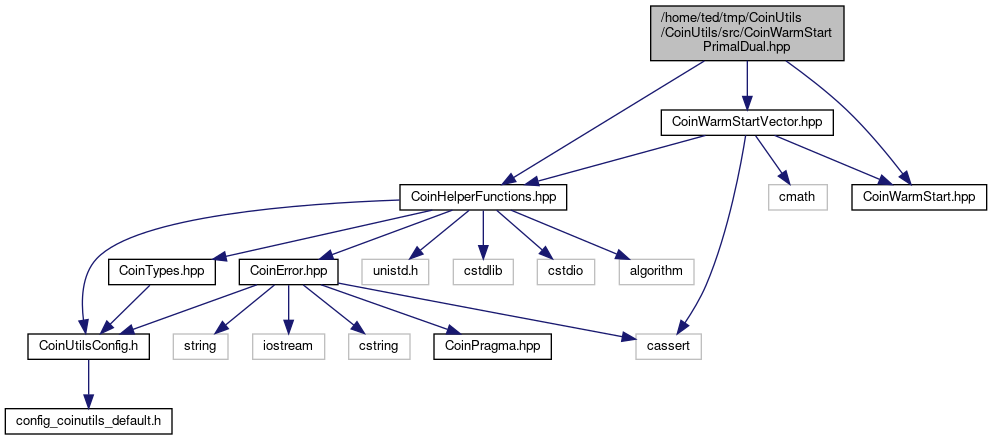 /home/ted/tmp/CoinUtils
/CoinUtils/src/CoinWarmStart
PrimalDual.hpp
CoinWarmStartVector.hpp
CoinHelperFunctions.hpp
cmath
CoinWarmStart.hpp
CoinTypes.hpp
CoinError.hpp
unistd.h
cstdlib
cstdio
algorithm
CoinUtilsConfig.h
string
iostream
cstring
CoinPragma.hpp
cassert
config_coinutils_default.h